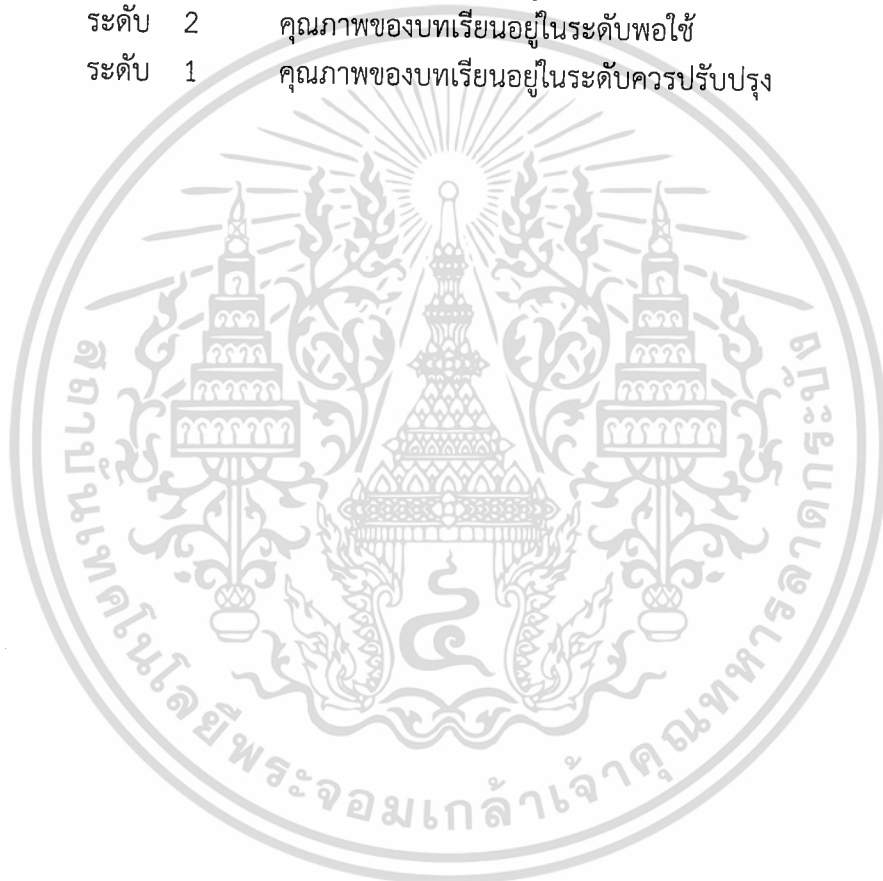 ระดับ 2 คุณภาพของบทเรียนอยู่ในระดับพอใช้
ระดับ 1 คุณภาพของบทเรียนอยู่ในระดับควรปรับปรุง
สถาบันเทคโนโลยีพระจอมเกล้าเจ้าคุณทหารลาดกระบัง
๔